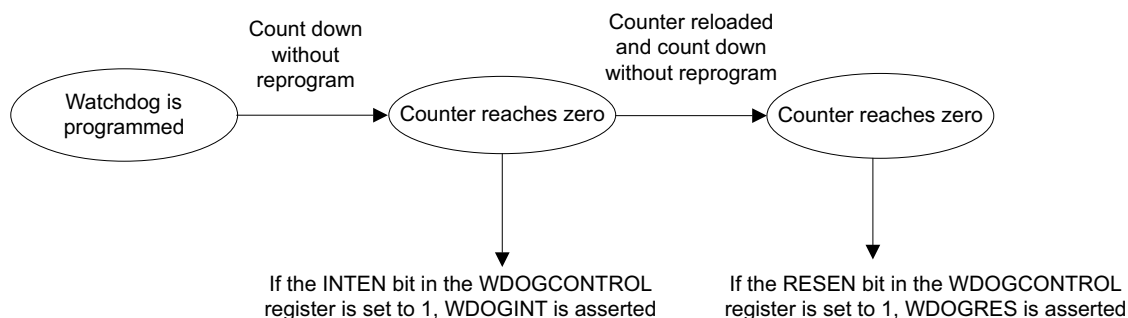 Count down
without
reprogram
Counter reloaded
and count down
without reprogram
Watchdog is
programmed
Counter reaches zero
Counter reaches zero
If the INTEN bit in the WDOGCONTROL
register is set to 1, WDOGINT is asserted
If the RESEN bit in the WDOGCONTROL
register is set to 1, WDOGRES is asserted